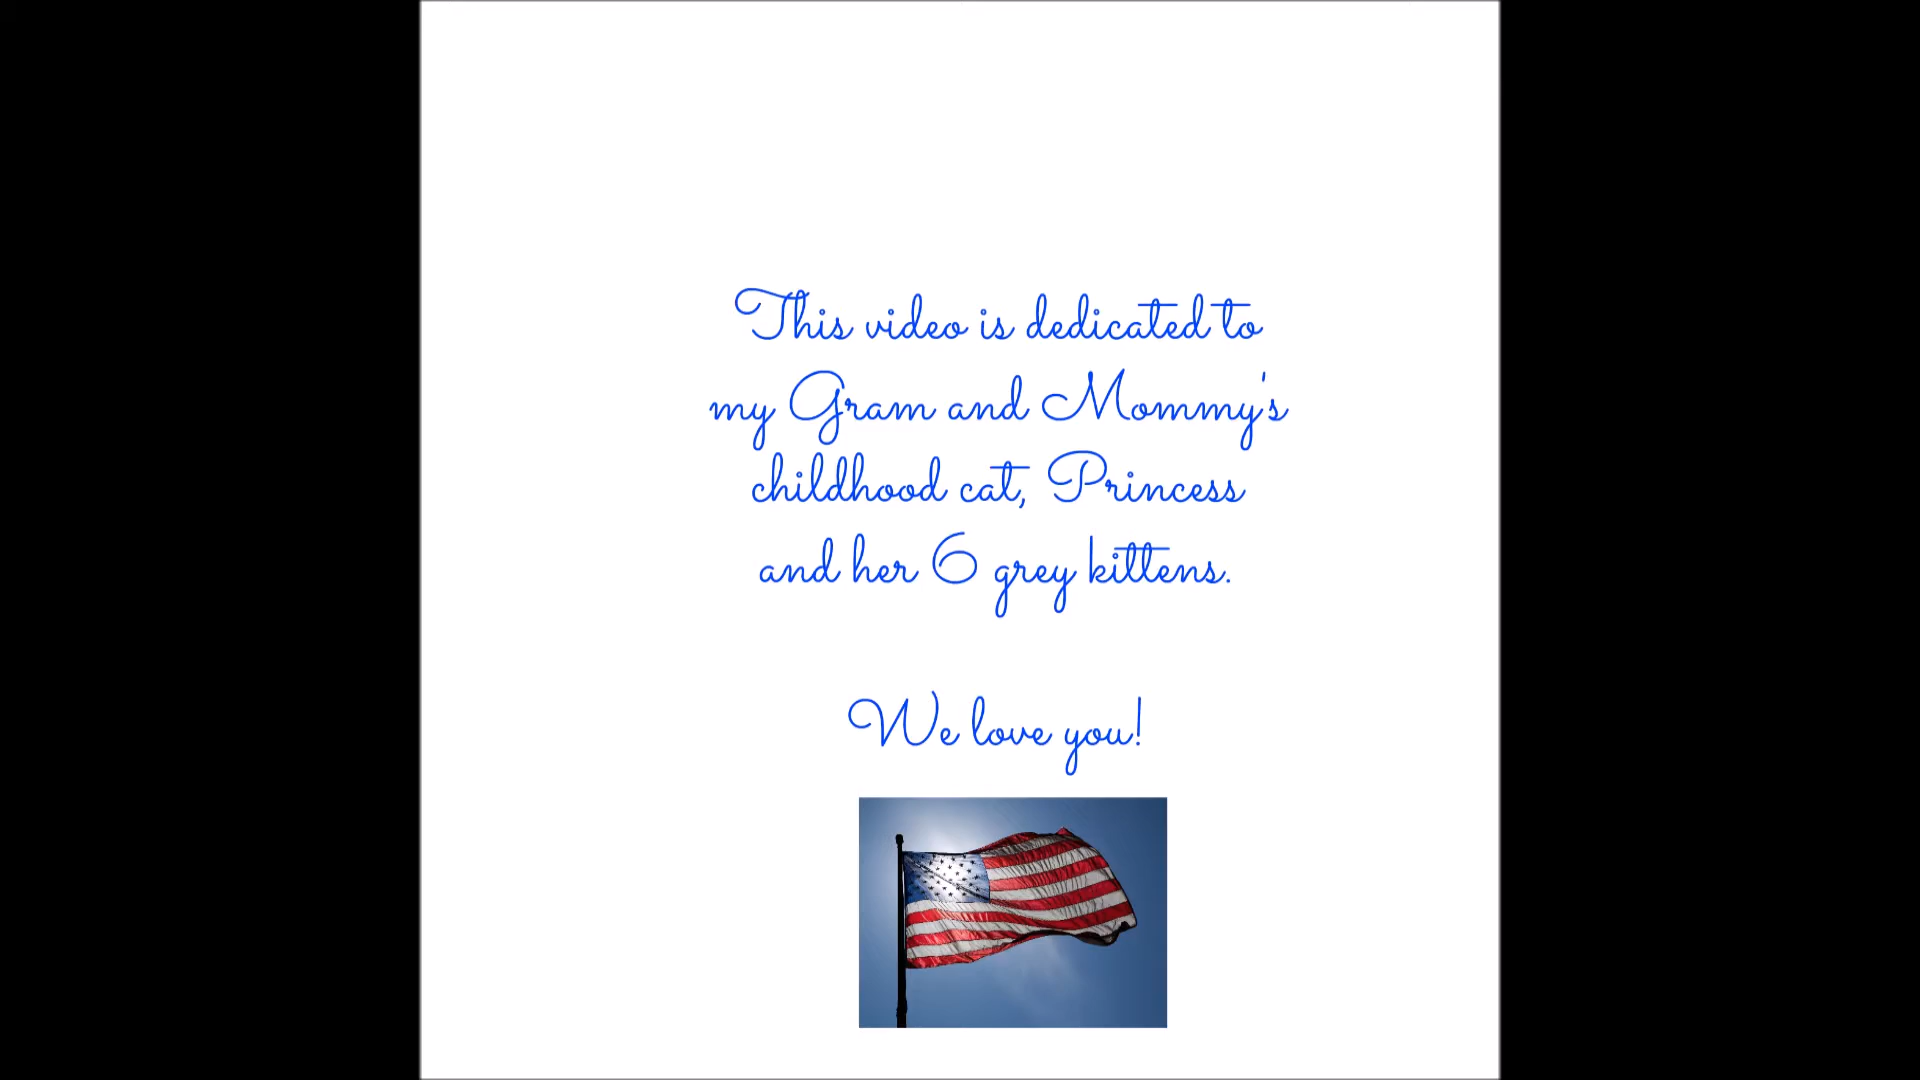 This video is dedicated to
my Gram and Mommy's
childhood cat, Princess
and her 6 grey kittens.
We love you!